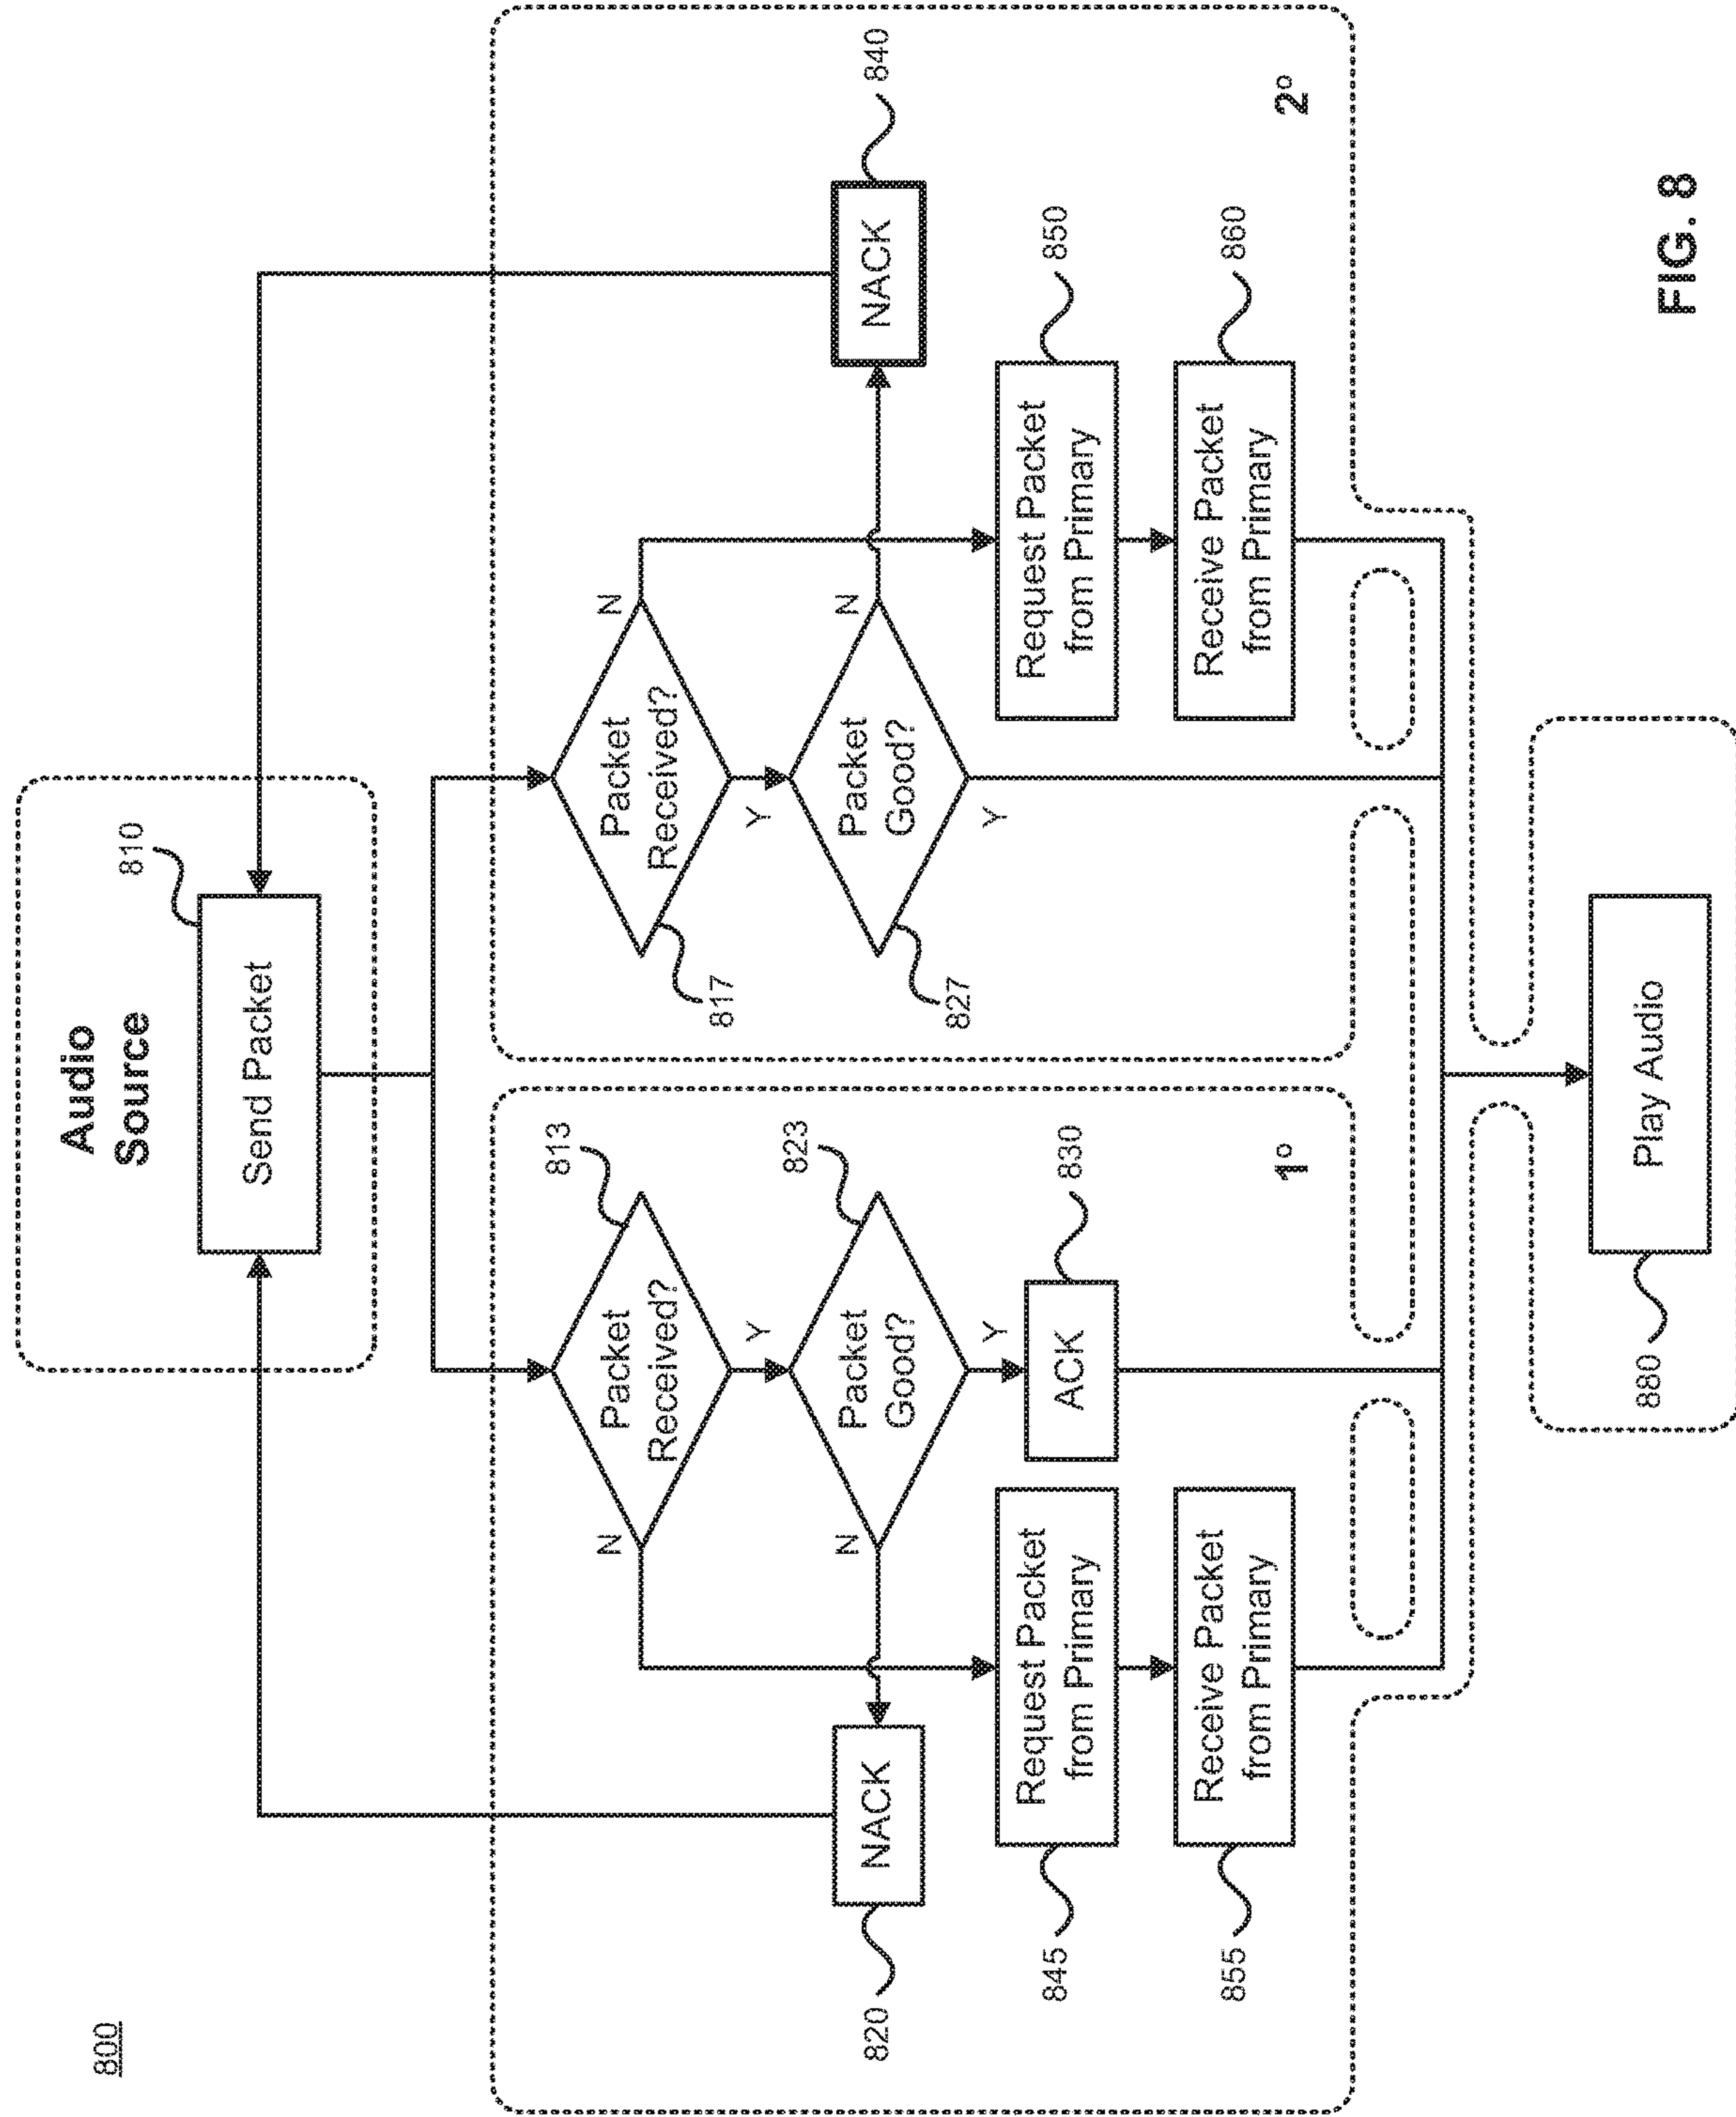 800
Audio
Source
810
Send Packet
813
Packet
Received?
N
Y
817
Packet
Received?
N
Y
820
NACK
823
Packet
Good?
N
Y
827
Packet
Good?
N
Y
NACK
840
845
Request Packet
from Primary
ACK
830
Request Packet
from Primary
850
855
Receive Packet
from Primary
Receive Packet
from Primary
860
1º
2º
880
Play Audio
FIG. 8